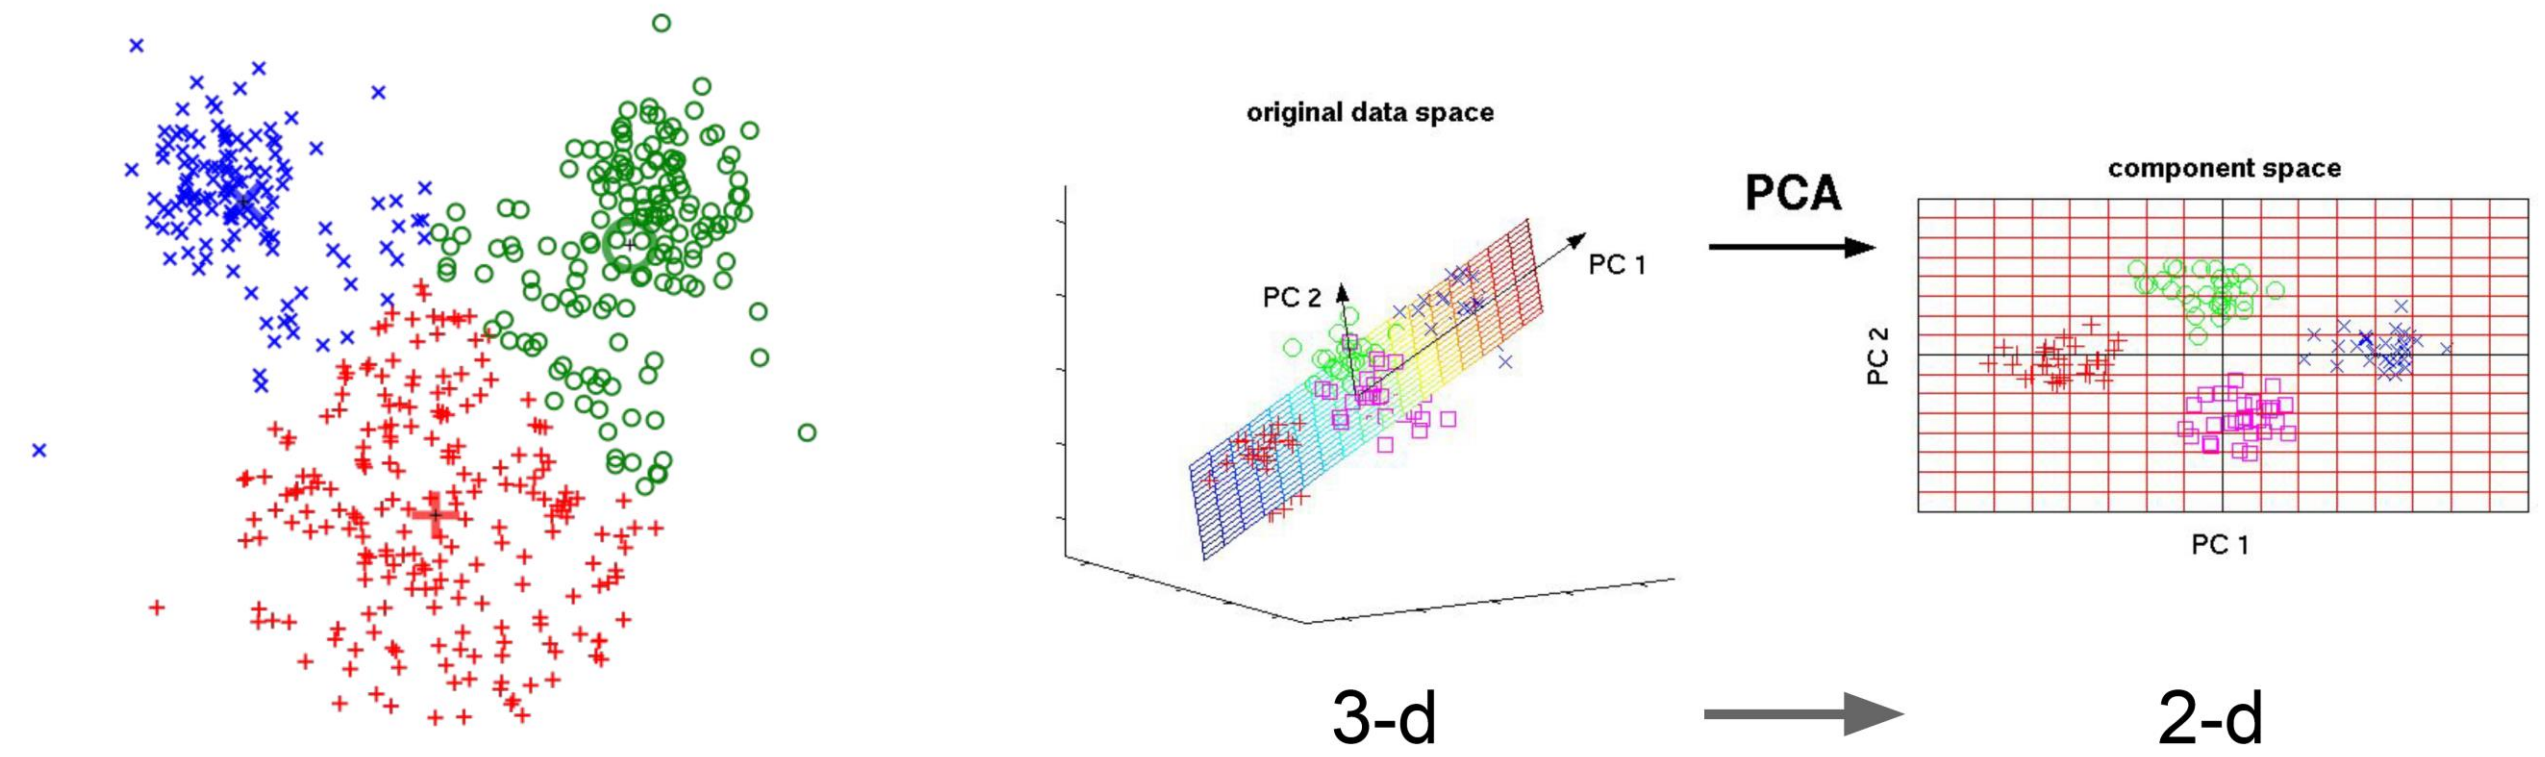 original data space
PC 1
PC 2
3-d
PCA
component space
PC 2
PC 1
2-d